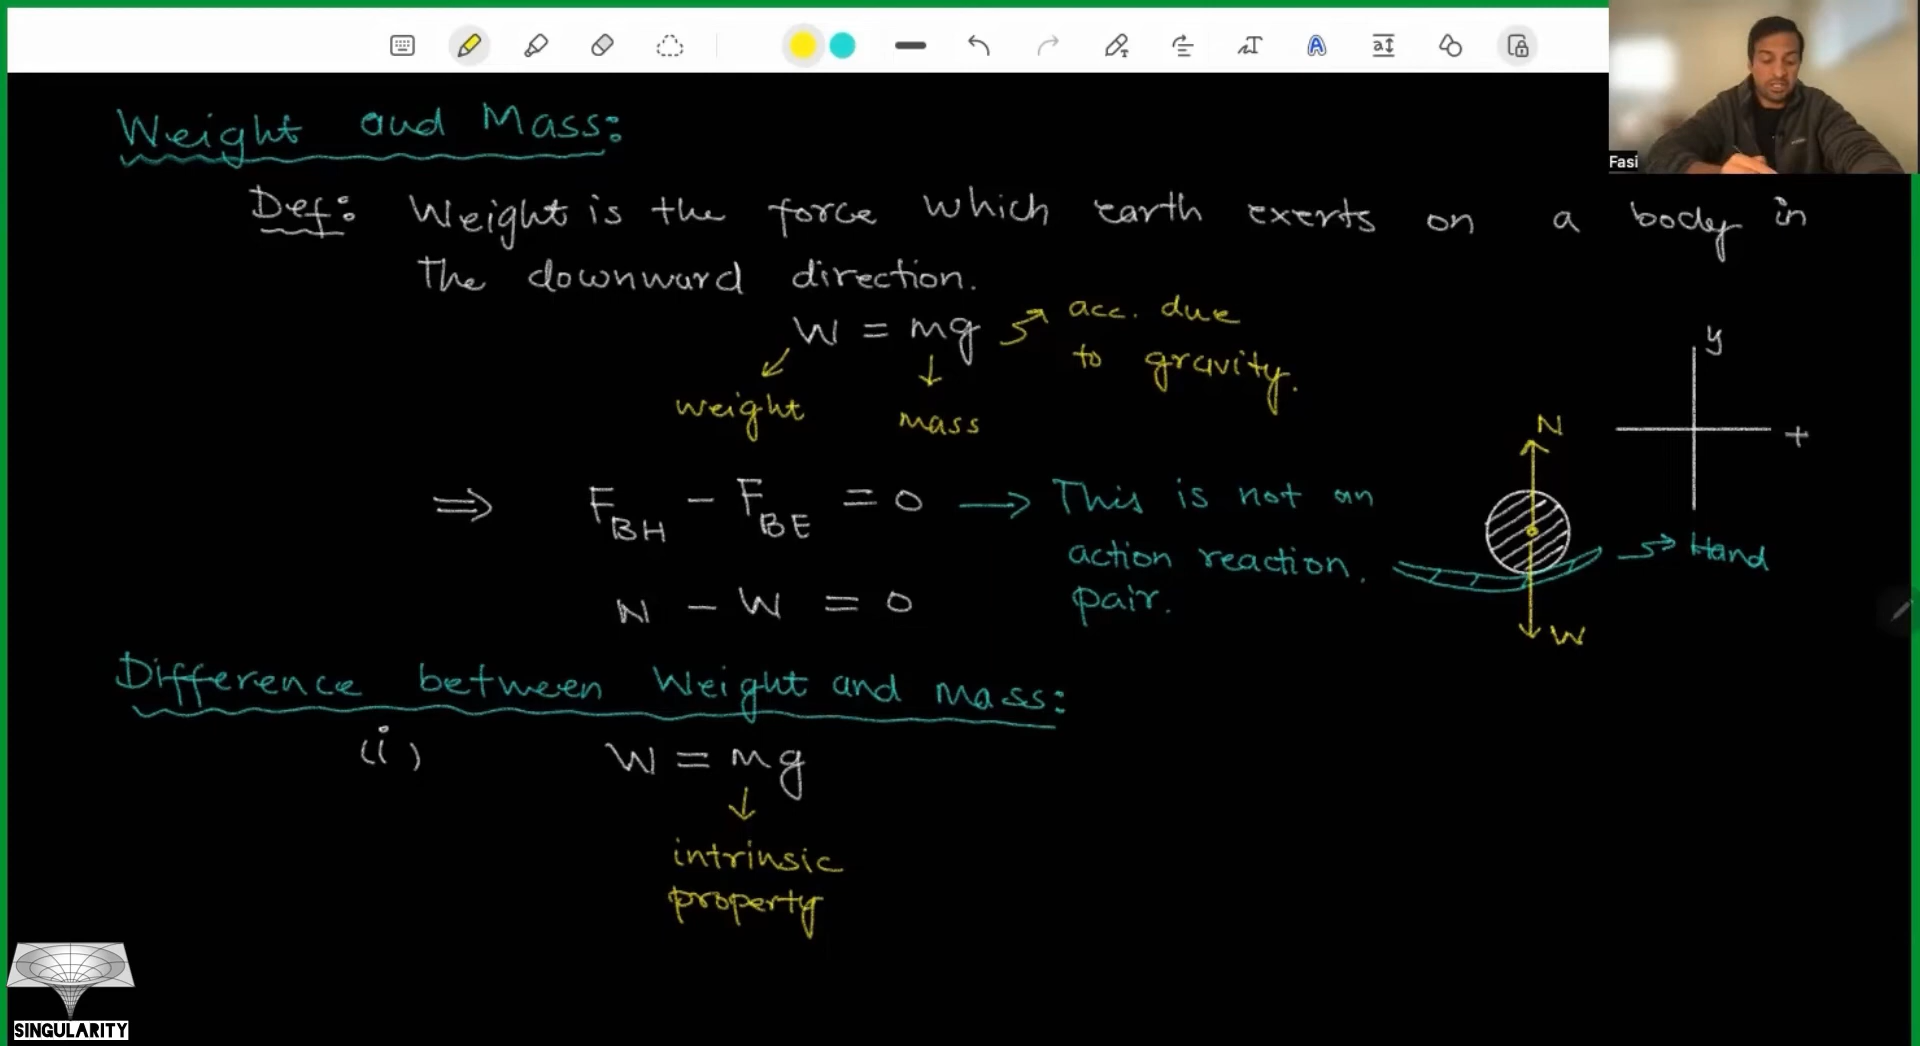 Weight and Mass:
Def: Weight is the force which earth exerts on a body in
the downward direction.
W = mg
acc. due
to gravity.
weight
mass
⇒ F_BH - F_BE = 0 → This is not an
action reaction.
pair.
N - W = 0
y
+
N
Hand
W
Difference between Weight and mass:
(i) W = mg
intrinsic
property
Fasi
SINGULARITY